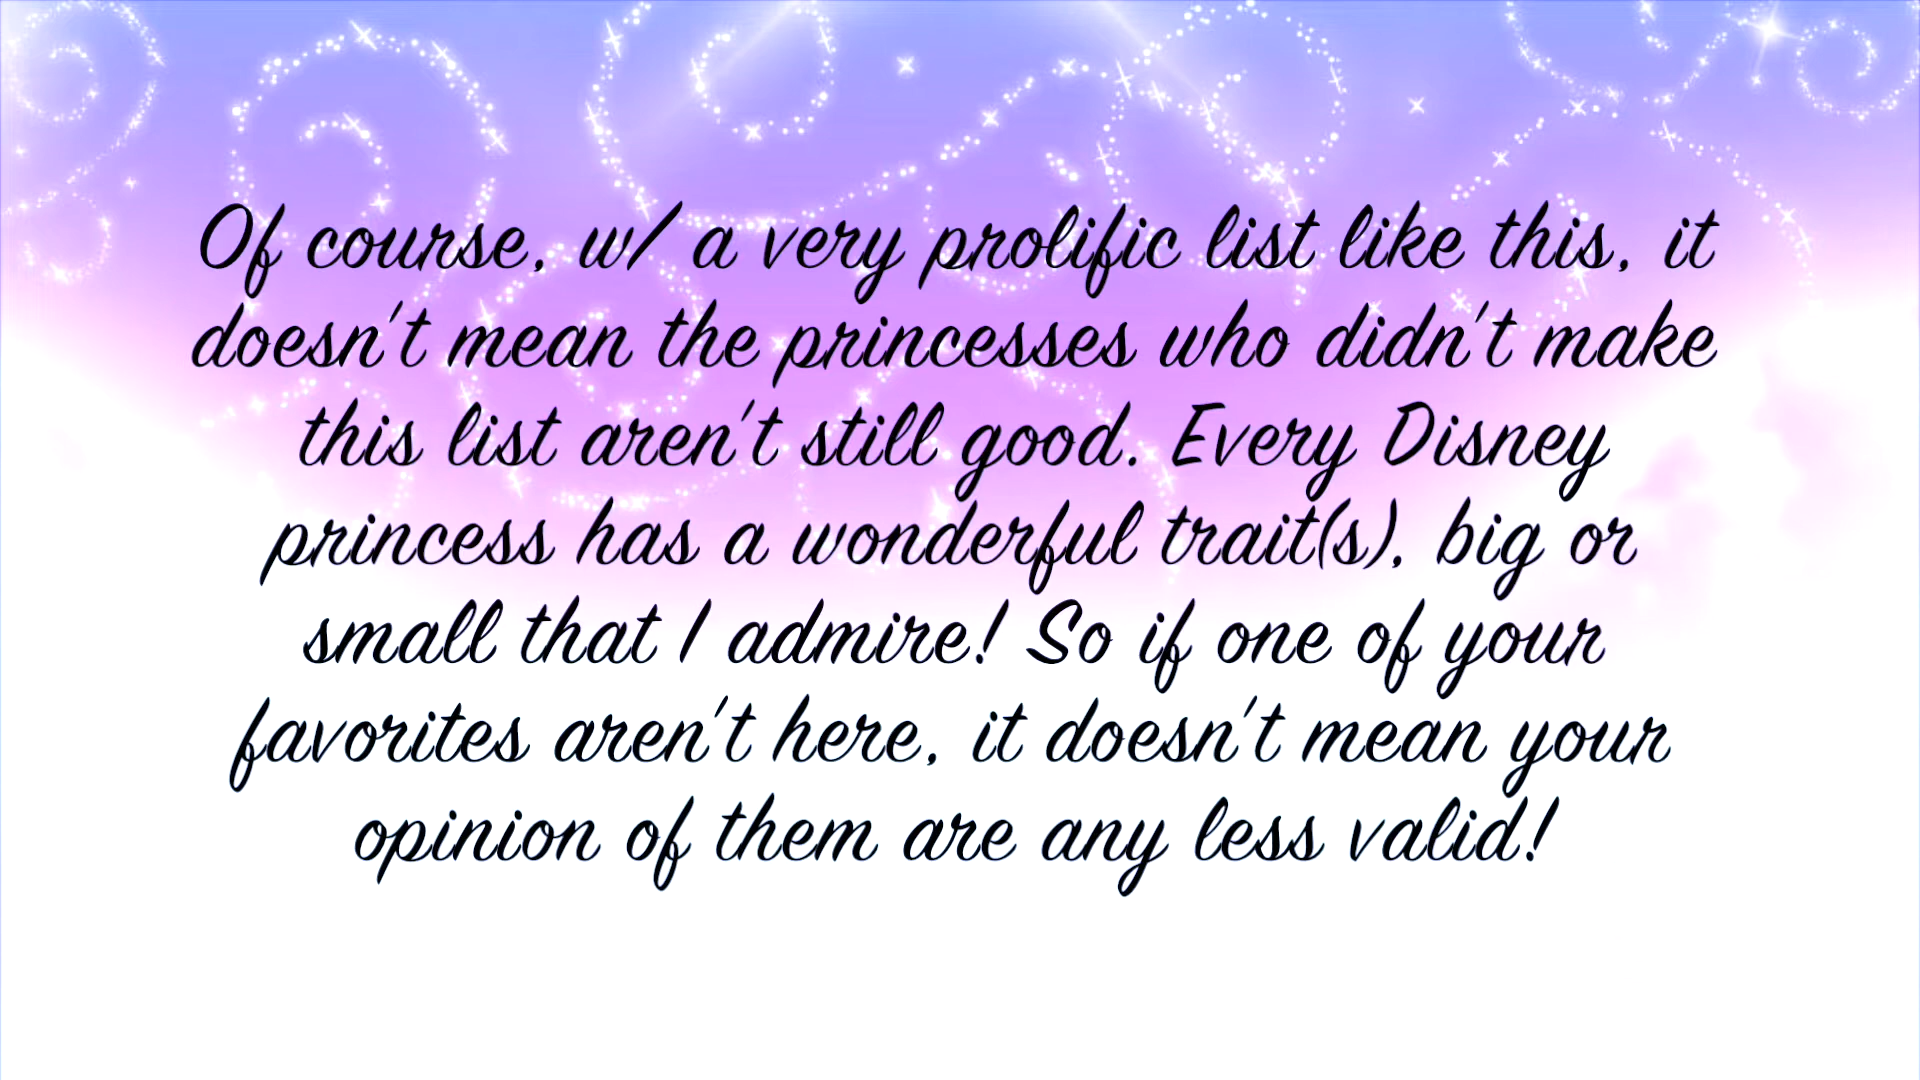 Of course, w/ a very prolific list like this, it
doesn't mean the princesses who didn't make
this list aren't still good. Every Disney
princess has a wonderful trait(s), big or
small that I admire! So if one of your
favorites aren't here, it doesn't mean your
opinion of them are any less valid!